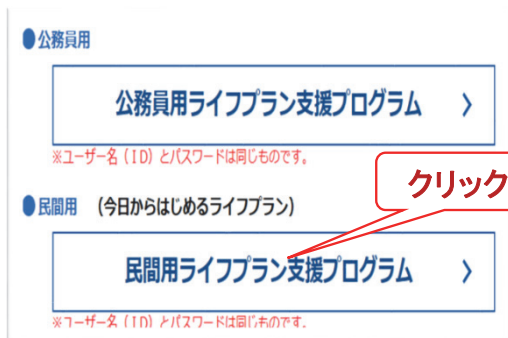 ●公務員用
公務員用ライフプラン支援プログラム 〉
※ユーザー名（ID）とパスワードは同じものです。
クリック
●民間用 （今日からはじめるライフプラン）
民間用ライフプラン支援プログラム 〉
※ユーザー名（ID）とパスワードは同じものです。